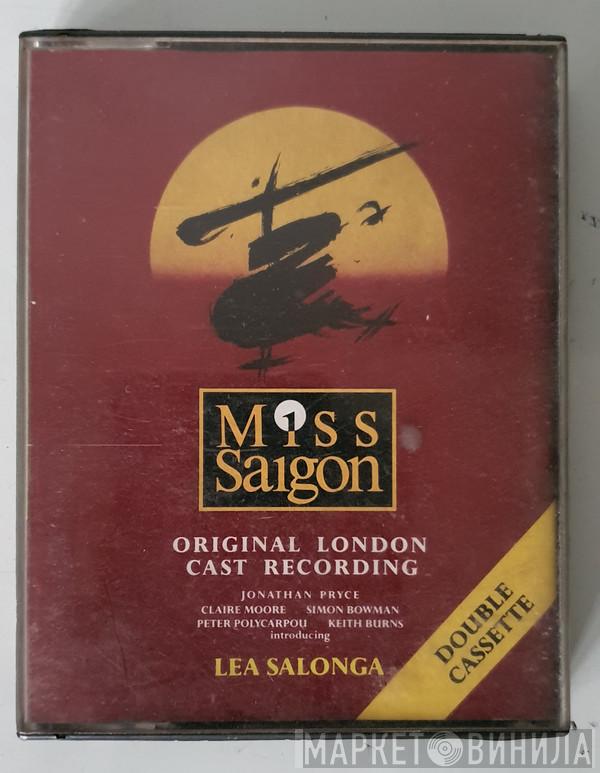 Miss
Saigon
ORIGINAL LONDON
CAST RECORDING
JONATHAN PRYCE
CLAIRE MOORE SIMON BOWMAN
PETER POLYCARPOU KEITH BURNS
introducing
LEA SALONGA
DOUBLE
CASSETTE
МАРКЕТ ВИНИЛА